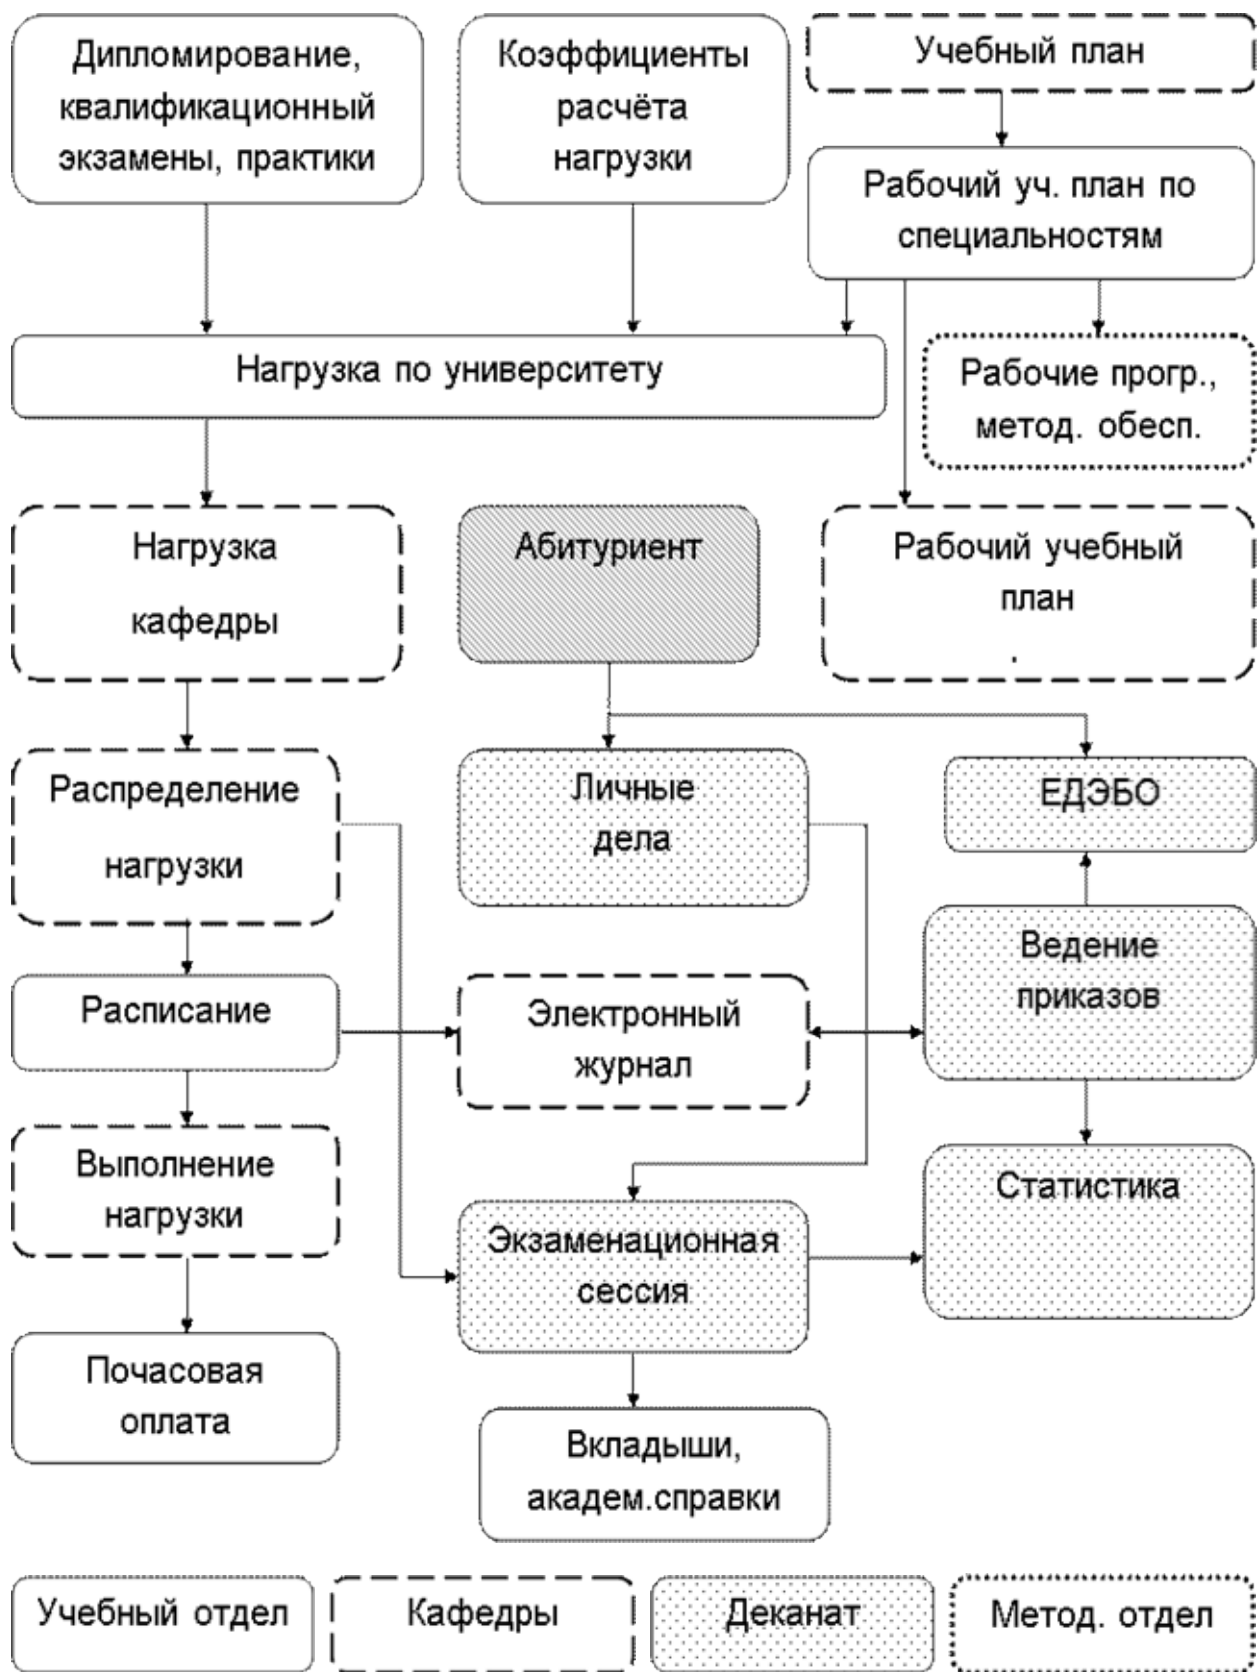 Дипломирование,
квалификационный
экзамены, практики
Коэффициенты
расчёта
нагрузки
Учебный план
Рабочий уч. план по
специальностям
Нагрузка по университету
Рабочие прогр.,
метод. обесп.
Нагрузка
кафедры
Абитуриент
Рабочий учебный
план
.
Распределение
нагрузки
Личные
дела
ЕДЭБО
Ведение
приказов
Расписание
Электронный
журнал
Выполнение
нагрузки
Экзаменационная
сессия
Статистика
Почасовая
оплата
Вкладыши,
академ.справки
Учебный отдел
Кафедры
Деканат
Метод. отдел